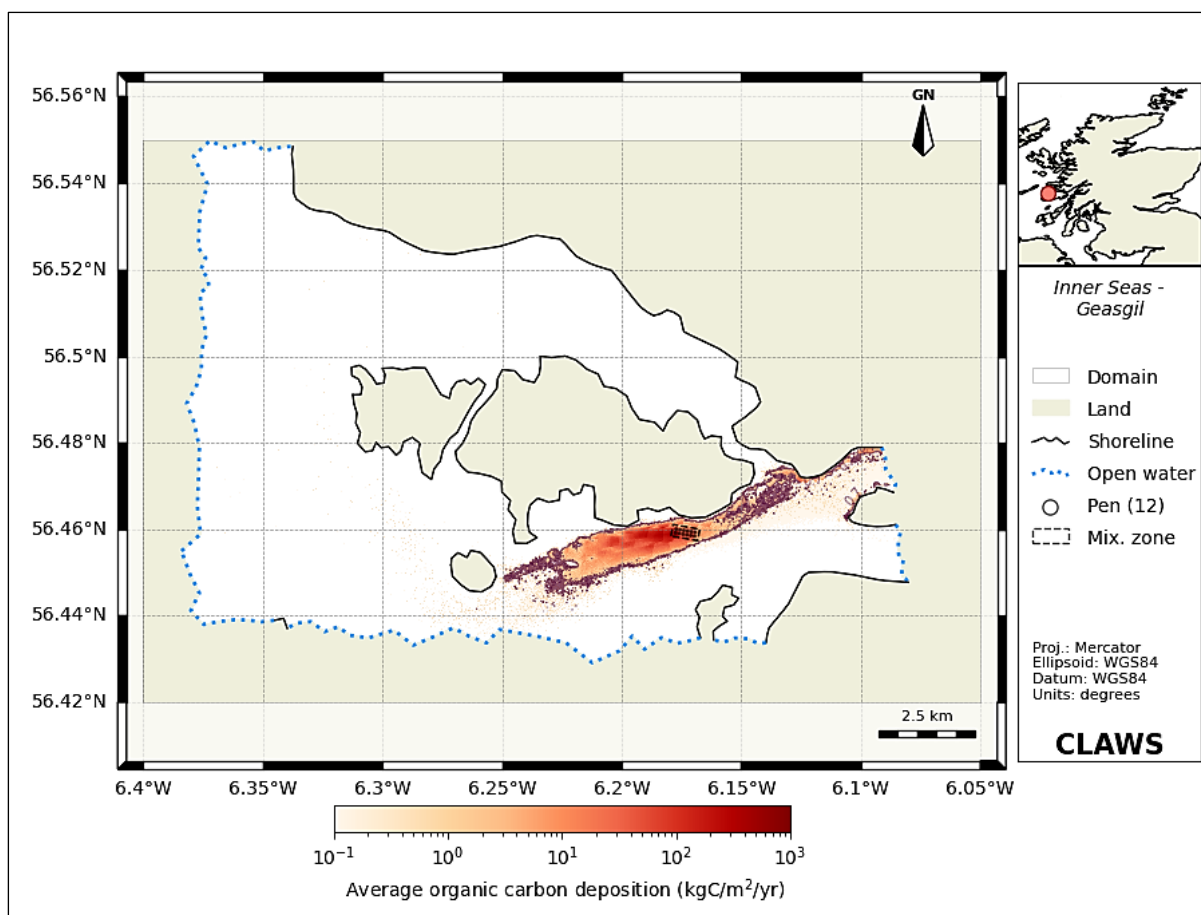 56.56°N
56.54°N
56.52°N
56.5°N
56.48°N
56.46°N
56.44°N
56.42°N
GN
2.5 km
6.4°W
6.35°W
6.3°W
6.25°W
6.2°W
6.15°W
6.1°W
6.05°W
10⁻¹
10⁰
10¹
10²
10³
Average organic carbon deposition (kgC/m²/yr)
Inner Seas -
Geasgil
Domain
Land
Shoreline
Open water
Pen (12)
Mix. zone
Proj.: Mercator
Ellipsoid: WGS84
Datum: WGS84
Units: degrees
CLAWS